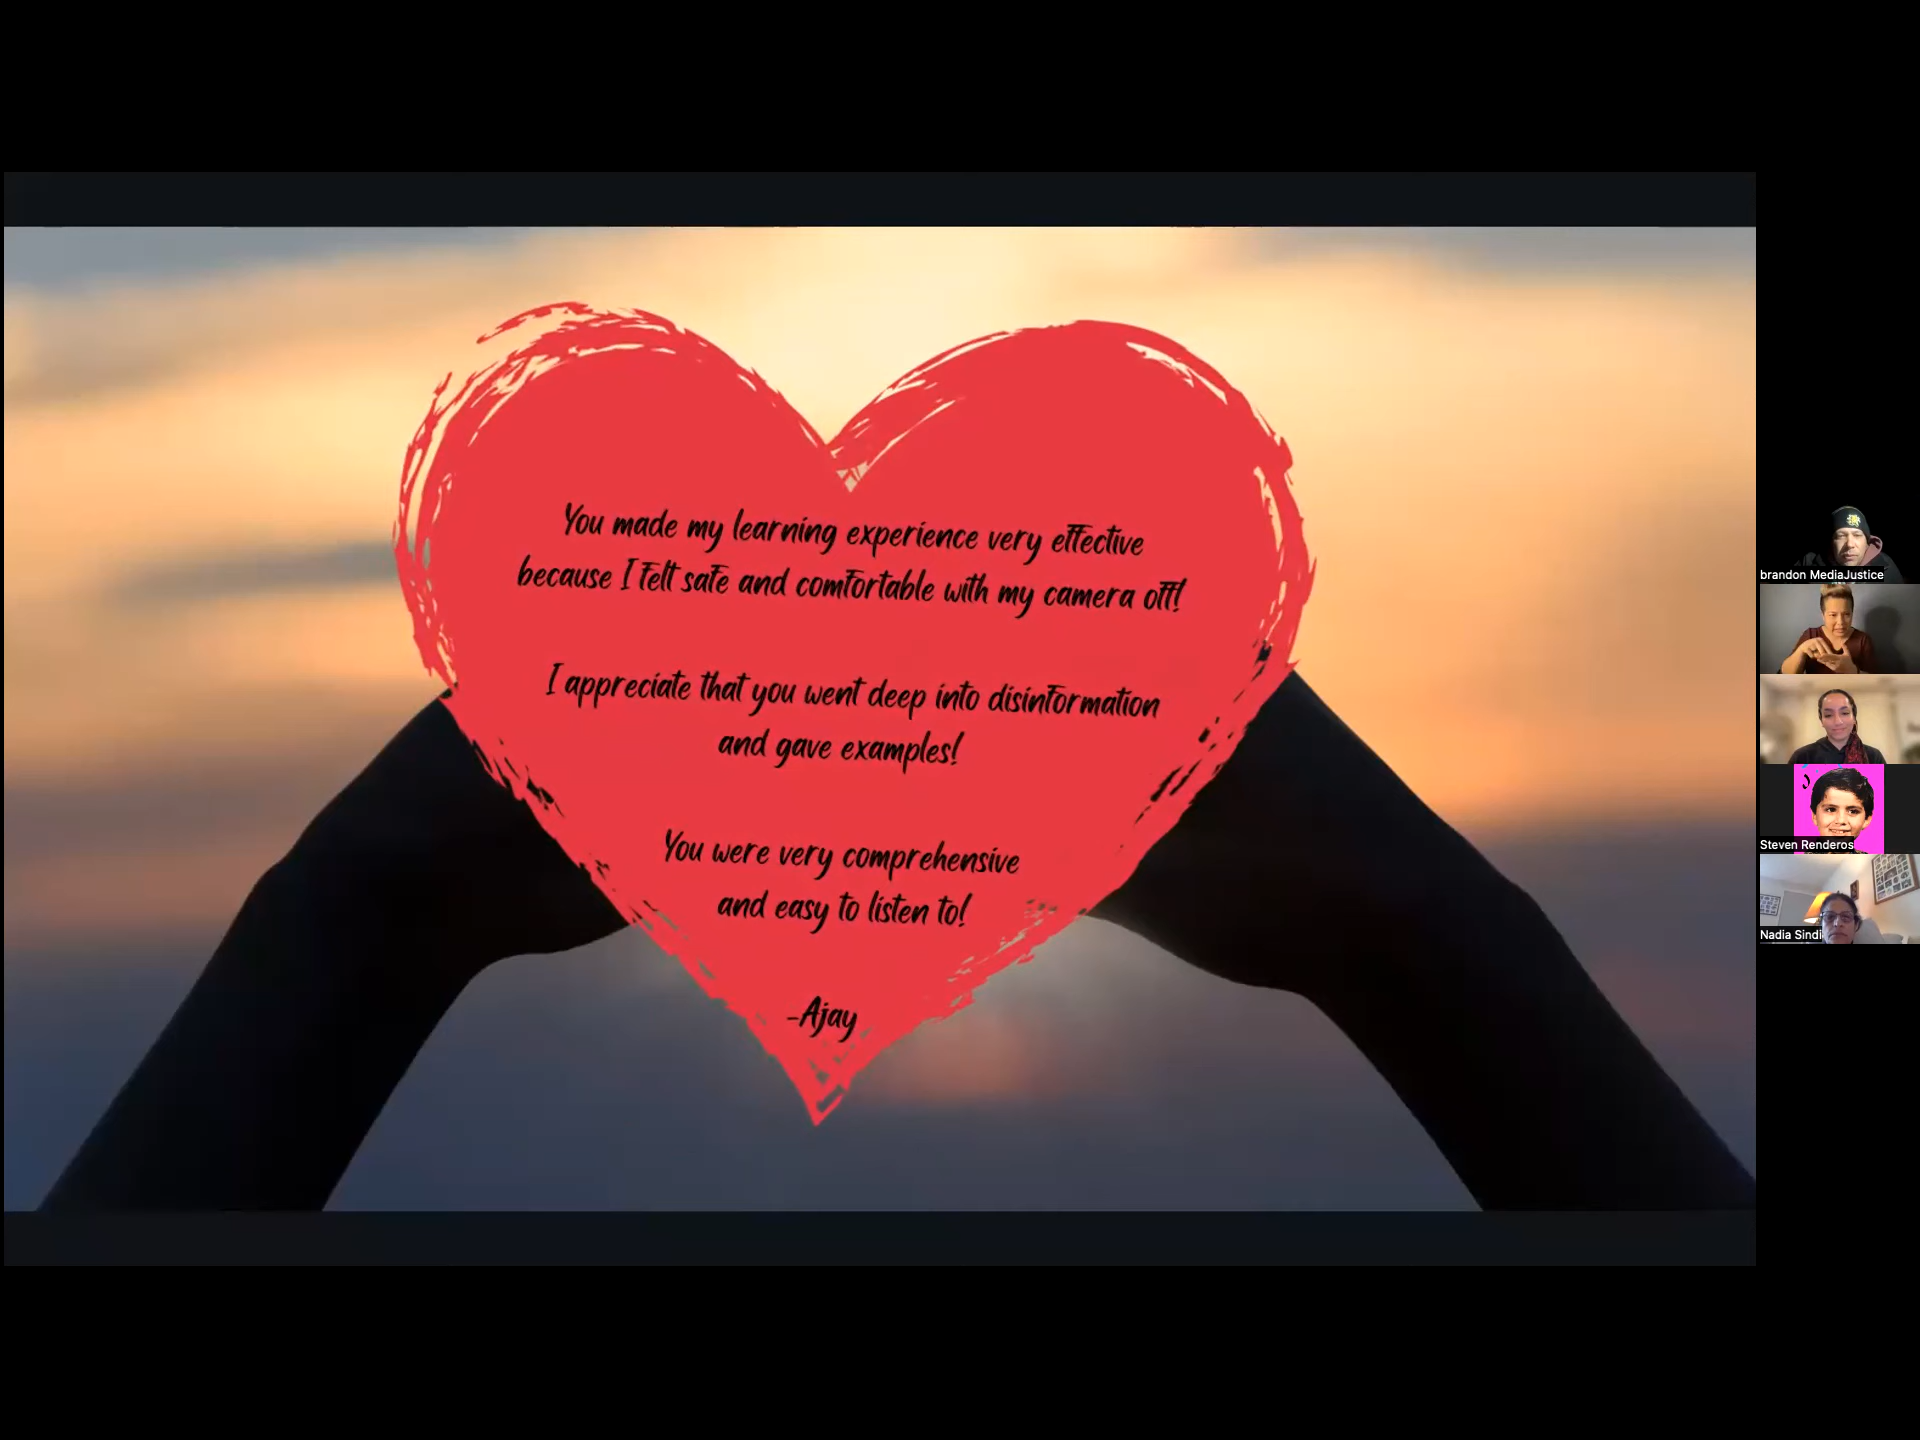 You made my learning experience very effective
because I felt safe and comfortable with my camera off!
I appreciate that you went deep into disinformation
and gave examples!
You were very comprehensive
and easy to listen to!
-Ajay
brandon MediaJustice
Steven Renderos
Nadia Sindi